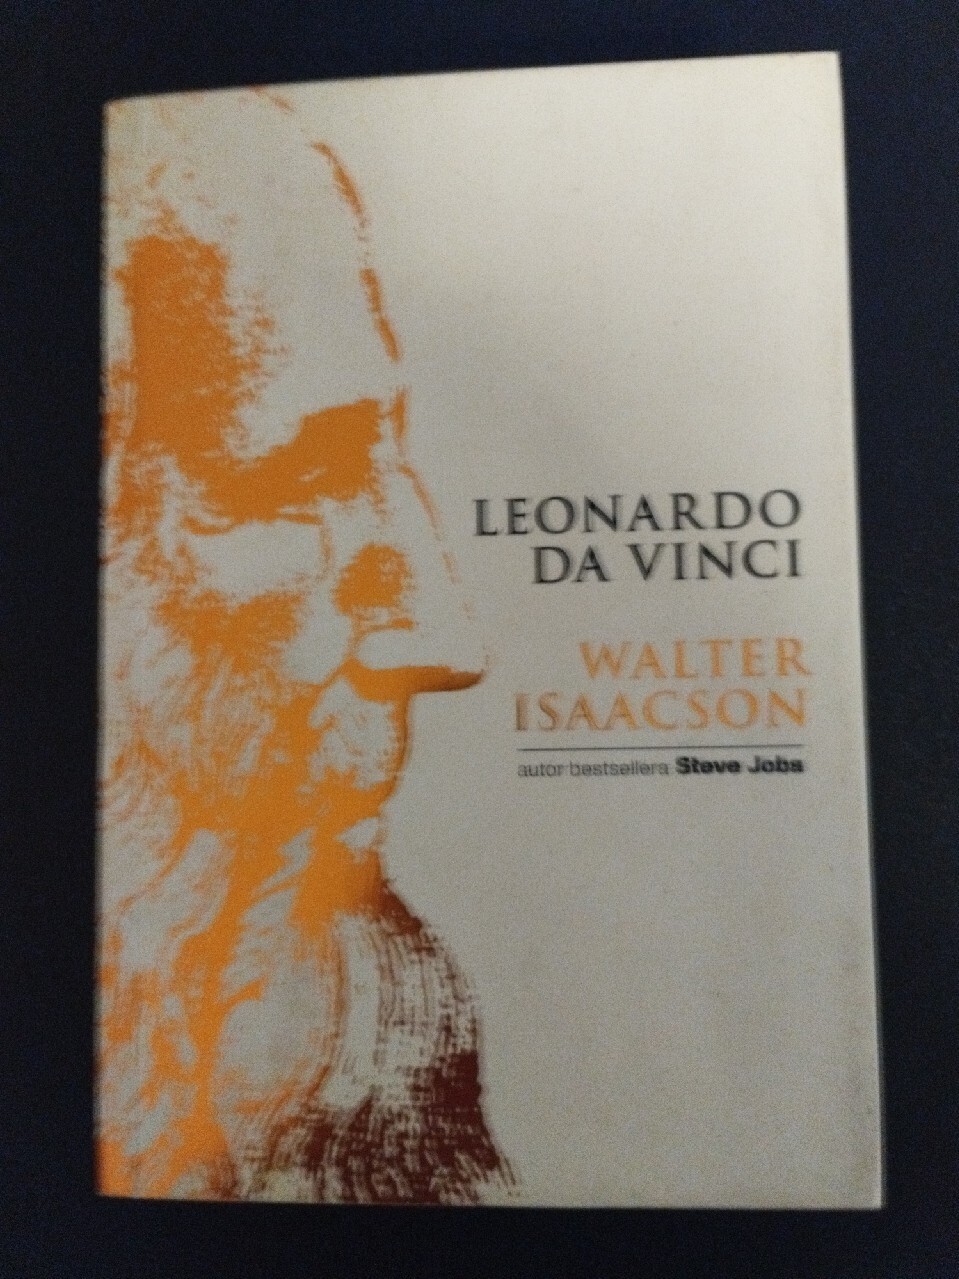 LEONARDO
DA VINCI
WALTER
ISAACSON
autor bestsellera Steve Jobs